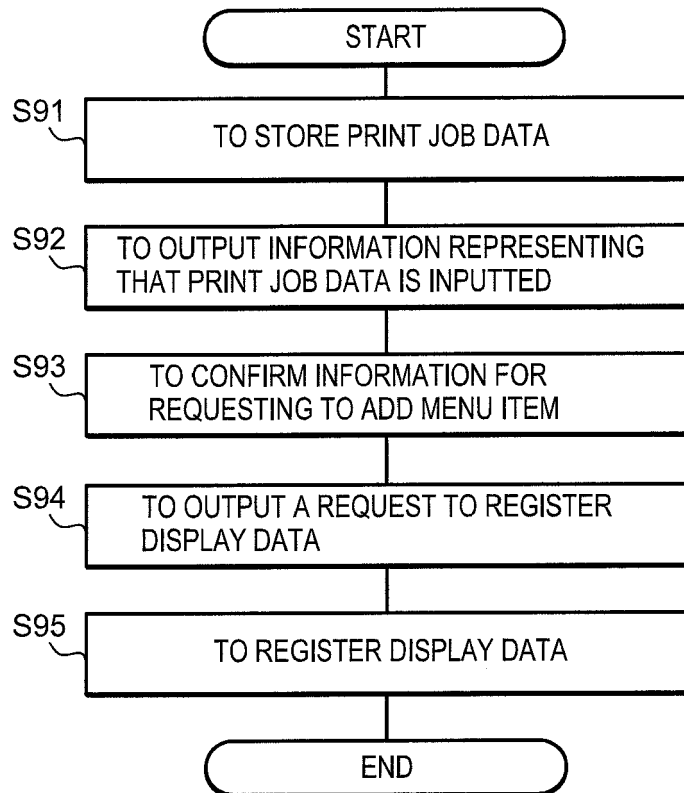 START
S91
TO STORE PRINT JOB DATA
S92
TO OUTPUT INFORMATION REPRESENTING
THAT PRINT JOB DATA IS INPUTTED
S93
TO CONFIRM INFORMATION FOR
REQUESTING TO ADD MENU ITEM
S94
TO OUTPUT A REQUEST TO REGISTER
DISPLAY DATA
S95
TO REGISTER DISPLAY DATA
END